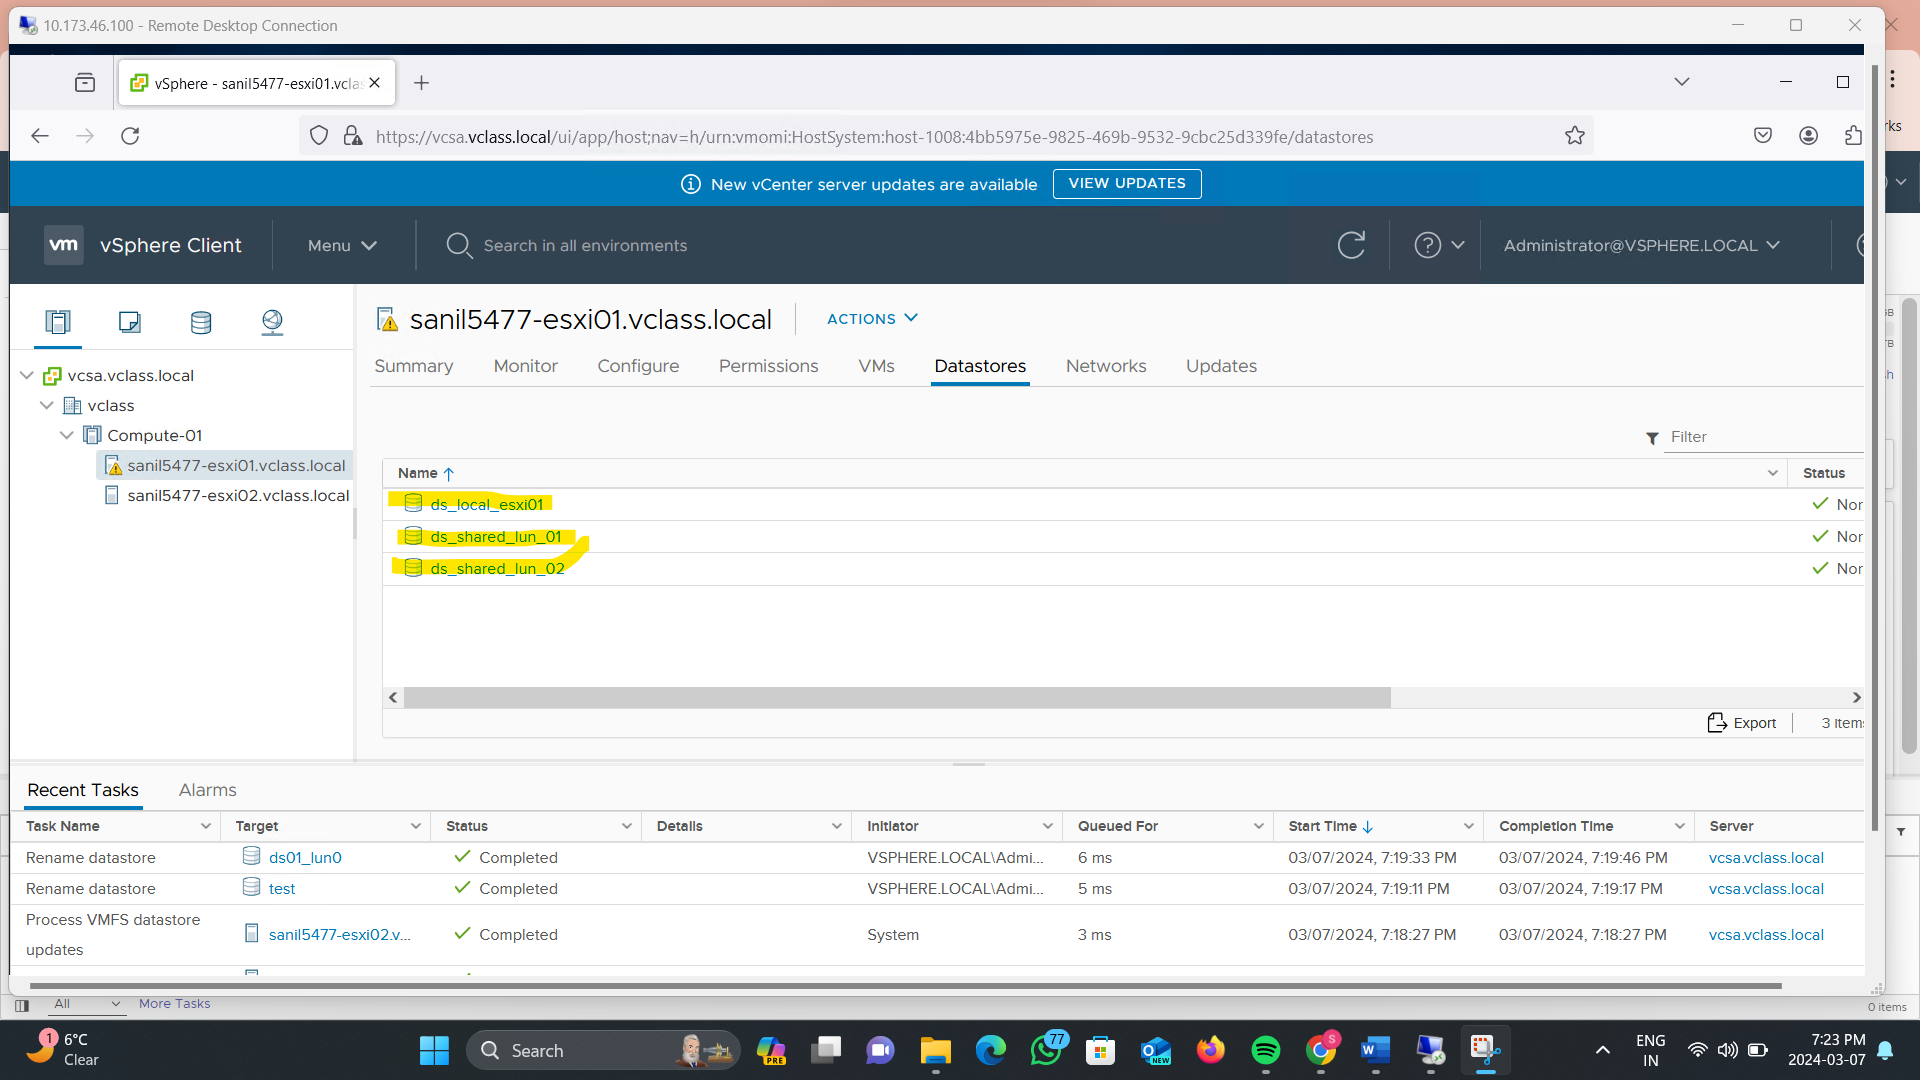 10.173.46.100 - Remote Desktop Connection
vSphere - sanil5477-esxi01.vclas
https://vcsa.vclass.local/ui/app/host;nav=h/urn:vmomi:HostSystem:host-1008:4bb5975e-9825-469b-9532-9cbc25d339fe/datastores
rks
New vCenter server updates are available VIEW UPDATES
vm vSphere Client Menu Search in all environments Administrator@VSPHERE.LOCAL
sanil5477-esxi01.vclass.local ACTIONS
Summary Monitor Configure Permissions VMs Datastores Networks Updates
vcsa.vclass.local
vclass
Compute-01
sanil5477-esxi01.vclass.local
sanil5477-esxi02.vclass.local
Filter
Name Status
ds_local_esxi01 Nor
ds_shared_lun_01 Nor
ds_shared_lun_02 Nor
Export 3 items
Recent Tasks Alarms
Task Name Target Status Details Initiator Queued For Start Time Completion Time Server
Rename datastore ds01_lun0 Completed VSPHERE.LOCAL\Admi... 6 ms 03/07/2024, 7:19:33 PM 03/07/2024, 7:19:46 PM vcsa.vclass.local
Rename datastore test Completed VSPHERE.LOCAL\Admi... 5 ms 03/07/2024, 7:19:11 PM 03/07/2024, 7:19:17 PM vcsa.vclass.local
Process VMFS datastore updates sanil5477-esxi02.v... Completed System 3 ms 03/07/2024, 7:18:27 PM 03/07/2024, 7:18:27 PM vcsa.vclass.local
All More Tasks
0 items
1 6°C
Clear
Search
PRE
77
NEW
S
ENG
IN
7:23 PM
2024-03-07